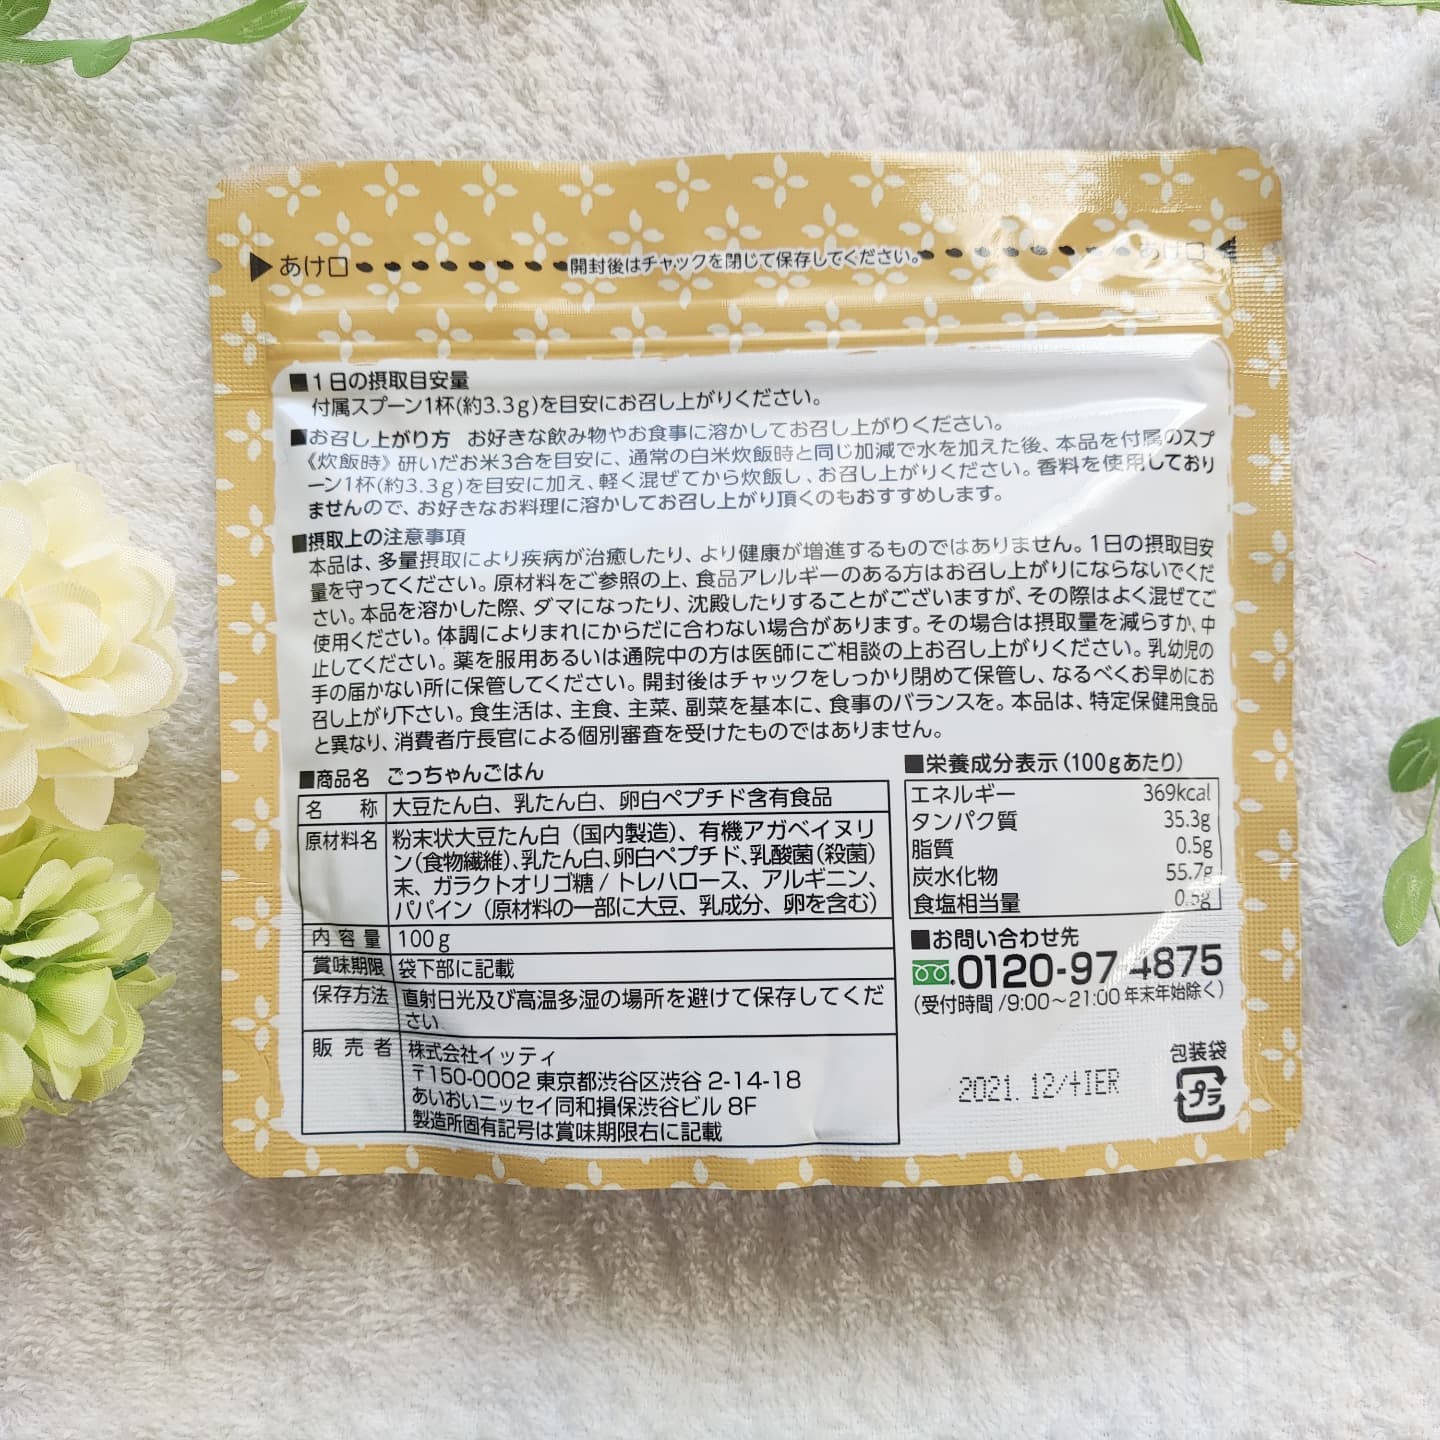 ▶あけ口 開封後はチャックを閉じて保存してください。 あけ口◀
■1日の摂取目安量
付属スプーン1杯(約3.3g)を目安にお召し上がりください。
■お召し上がり方 お好きな飲み物やお食事に溶かしてお召し上がりください。
《炊飯時》研いだお米3合を目安に、通常の白米炊飯時と同じ加減で水を加えた後、本品を付属のスプ
ーン1杯(約3.3g)を目安に加え、軽く混ぜてから炊飯し、お召し上がりください。香料を使用しており
ませんので、お好きなお料理に溶かしてお召し上がり頂くのもおすすめします。
■摂取上の注意事項
本品は、多量摂取により疾病が治癒したり、より健康が増進するものではありません。1日の摂取目安
量を守ってください。原材料をご参照の上、食品アレルギーのある方はお召し上がりにならないでくだ
さい。本品を溶かした際、ダマになったり、沈殿したりすることがございますが、その際はよく混ぜてご
使用ください。体調によりまれにからだに合わない場合があります。その場合は摂取量を減らすか、中
止してください。薬を服用あるいは通院中の方は医師にご相談の上お召し上がりください。乳幼児の
手の届かない所に保管してください。開封後はチャックをしっかり閉めて保管し、なるべくお早めにお
召し上がり下さい。食生活は、主食、主菜、副菜を基本に、食事のバランスを。本品は、特定保健用食品
と異なり、消費者庁長官による個別審査を受けたものではありません。
■商品名 ごっちゃんごはん
名 称 大豆たん白、乳たん白、卵白ペプチド含有食品
原材料名 粉末状大豆たん白（国内製造）、有機アガベイヌリ
ン（食物繊維）、乳たん白、卵白ペプチド、乳酸菌（殺菌）
末、ガラクトオリゴ糖 / トレハロース、アルギニン、
パパイン（原材料の一部に大豆、乳成分、卵を含む）
内容量 100g
賞味期限 袋下部に記載
保存方法 直射日光及び高温多湿の場所を避けて保存してくだ
さい
販売者 株式会社イッティ
〒150-0002 東京都渋谷区渋谷 2-14-18
あいおいニッセイ同和損保渋谷ビル 8F
製造所固有記号は賞味期限右に記載
■栄養成分表示（100gあたり）
エネルギー 369kcal
タンパク質 35.3g
脂質 0.5g
炭水化物 55.7g
食塩相当量 0.5g
■お問い合わせ先
0120-97-4875
（受付時間 /9:00〜21:00 年末年始除く）
包装袋
プラ
2021. 12/+IER